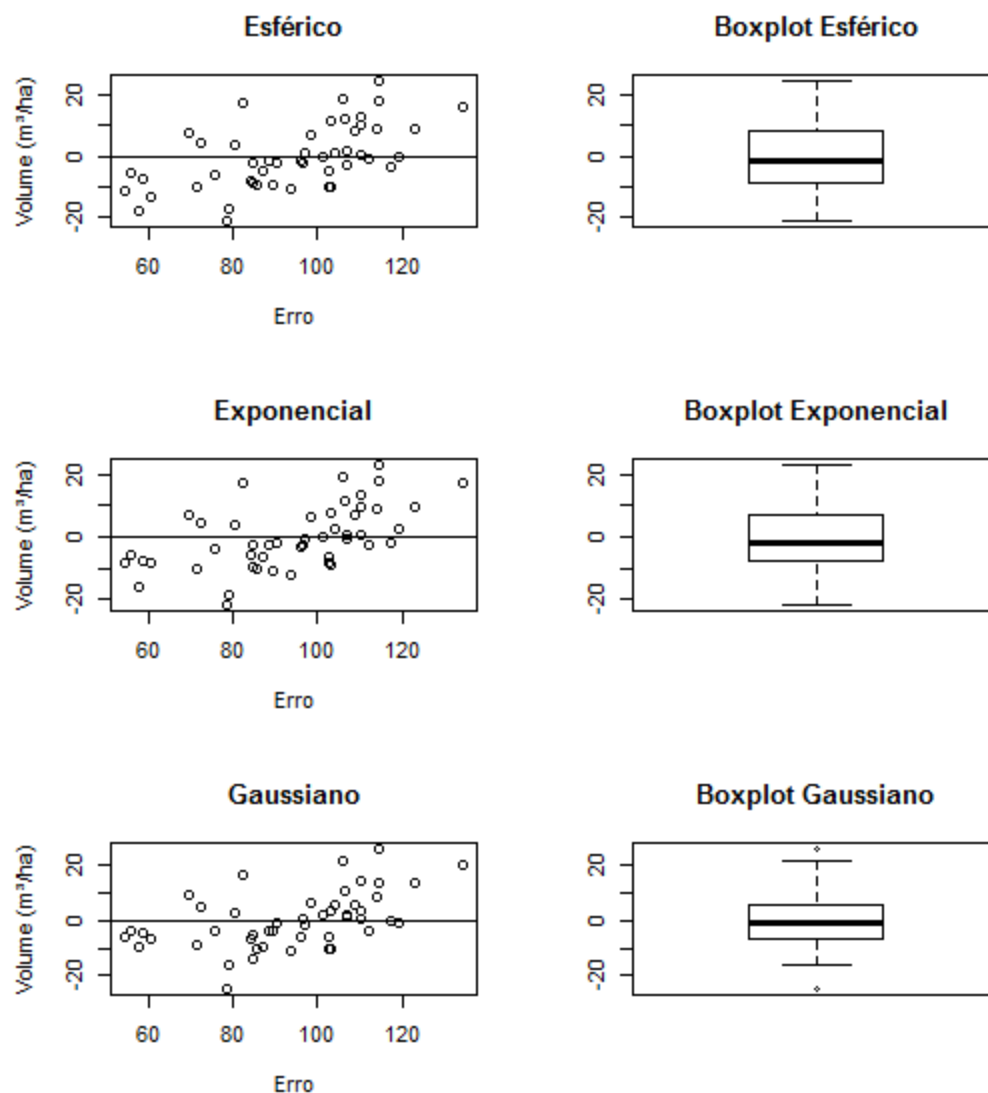 Esférico
Volume (m³/ha)
20
0
-20
60 80 100 120
Erro
Boxplot Esférico
20
0
-20
Exponencial
Volume (m³/ha)
20
0
-20
60 80 100 120
Erro
Boxplot Exponencial
20
0
-20
Gaussiano
Volume (m³/ha)
20
0
-20
60 80 100 120
Erro
Boxplot Gaussiano
20
0
-20